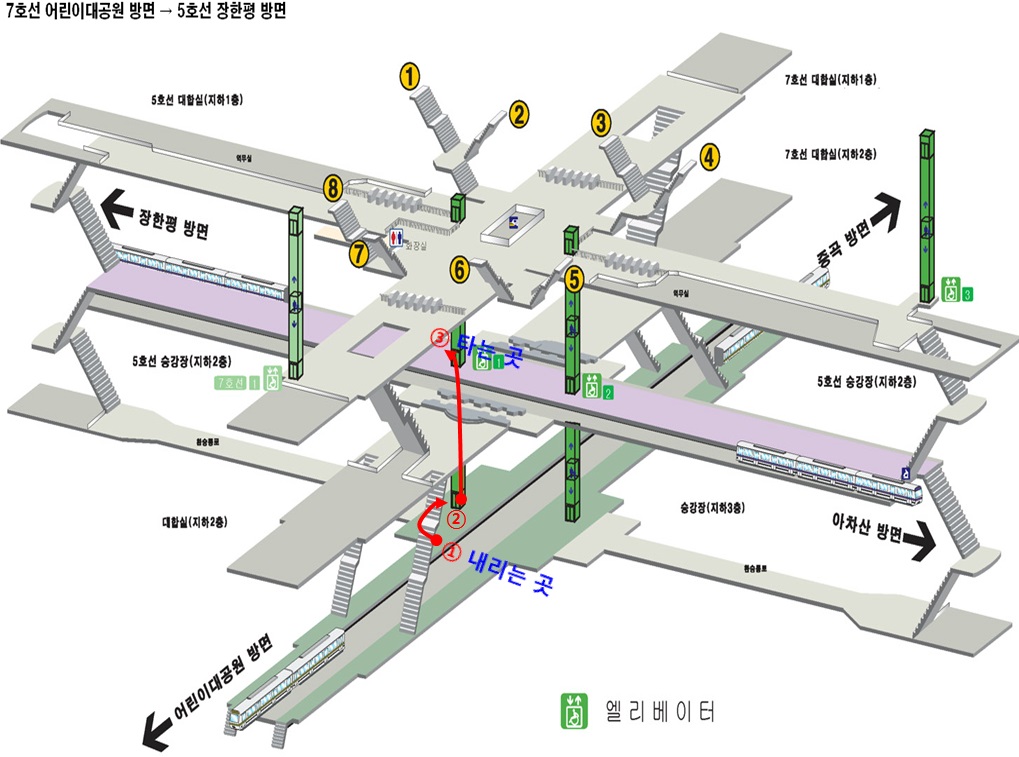 7호선 어린이대공원 방면 → 5호선 장한평 방면
7호선 대합실(지하1층)
1
5호선 대합실(지하1층)
2
3
4
7호선 대합실(지하2층)
역무실
8
장한평 방면
화장실
중곡 방면
7
6
5
역무실
3
③ 타는 곳
5호선 승강장(지하2층)
1
7호선 1
2
5호선 승강장(지하2층)
환승통로
대합실(지하2층)
②
승강장(지하3층)
아차산 방면
① 내리는 곳
환승통로
어린이대공원 방면
엘리베이터